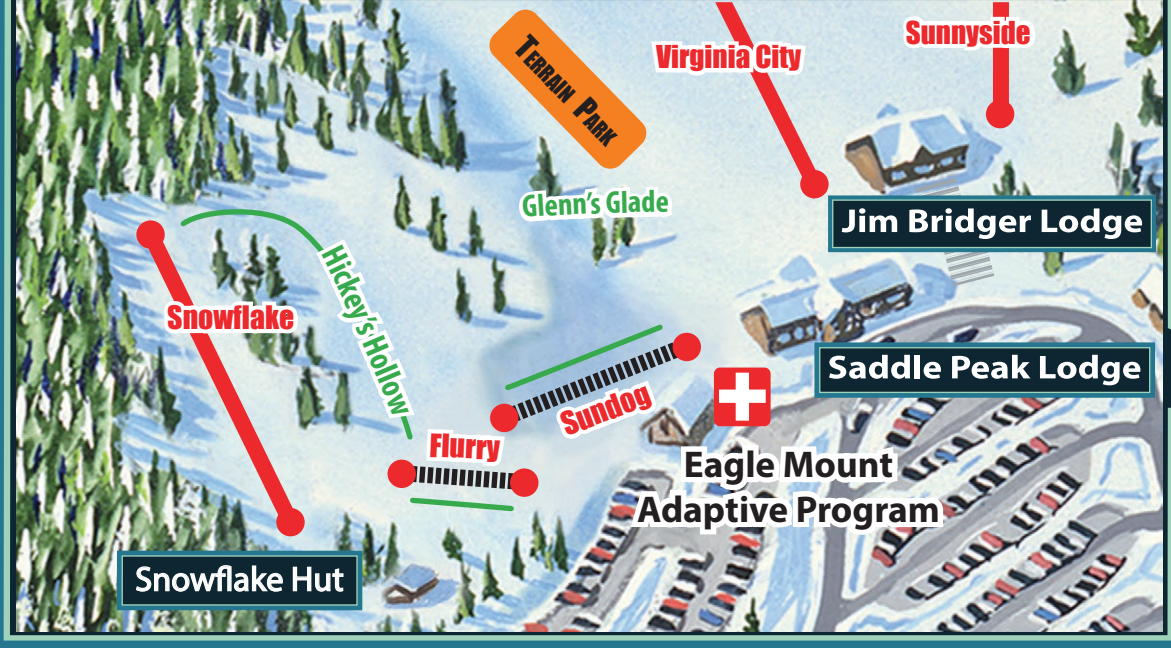 TERRAIN PARK
Virginia City
Sunnyside
Glenn's Glade
Jim Bridger Lodge
Hickey's Hollow
Snowflake
Saddle Peak Lodge
Sundog
Flurry
Eagle Mount
Adaptive Program
Snowflake Hut